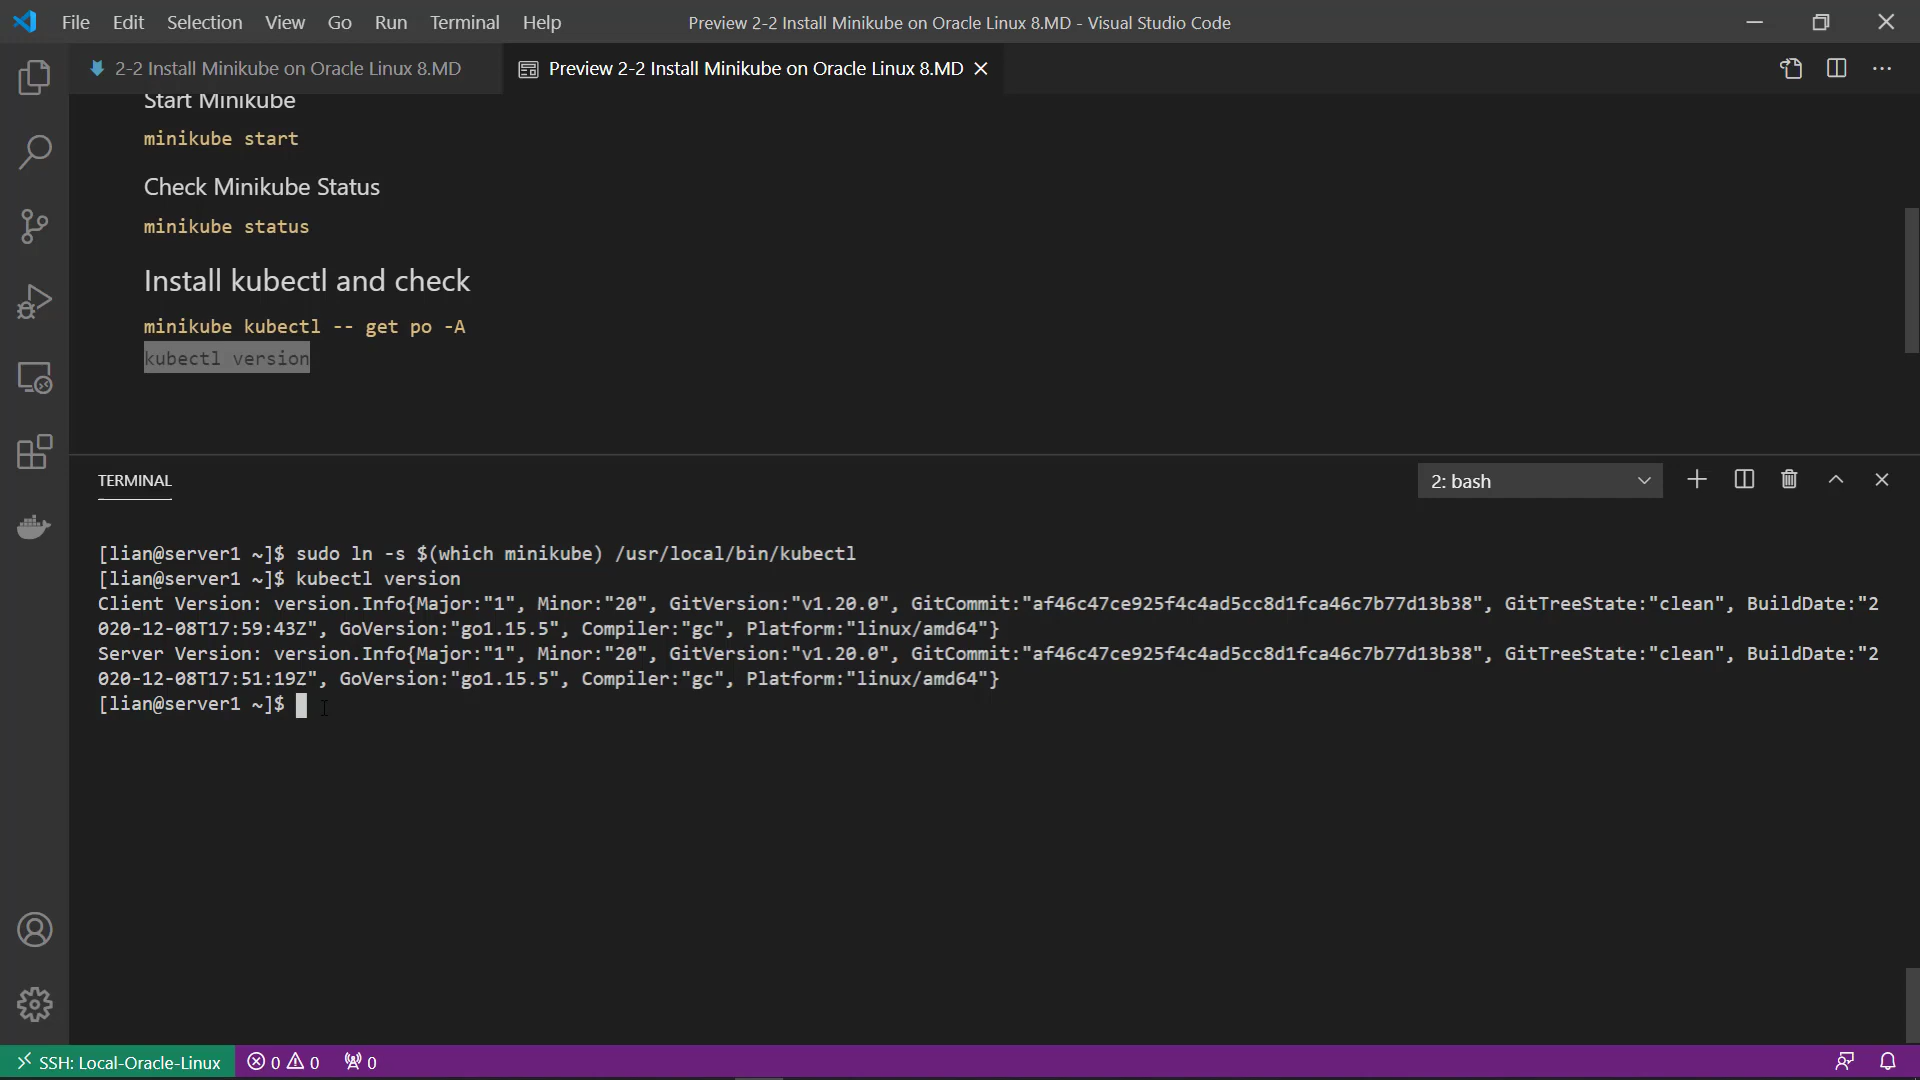 File Edit Selection View Go Run Terminal Help Preview 2-2 Install Minikube on Oracle Linux 8.MD - Visual Studio Code
2-2 Install Minikube on Oracle Linux 8.MD Preview 2-2 Install Minikube on Oracle Linux 8.MD
Start Minikube
minikube start
Check Minikube Status
minikube status
Install kubectl and check
minikube kubectl -- get po -A
kubectl version
TERMINAL 2: bash
[lian@server1 ~]$ sudo ln -s $(which minikube) /usr/local/bin/kubectl
[lian@server1 ~]$ kubectl version
Client Version: version.Info{Major:"1", Minor:"20", GitVersion:"v1.20.0", GitCommit:"af46c47ce925f4c4ad5cc8d1fca46c7b77d13b38", GitTreeState:"clean", BuildDate:"2
020-12-08T17:59:43Z", GoVersion:"go1.15.5", Compiler:"gc", Platform:"linux/amd64"}
Server Version: version.Info{Major:"1", Minor:"20", GitVersion:"v1.20.0", GitCommit:"af46c47ce925f4c4ad5cc8d1fca46c7b77d13b38", GitTreeState:"clean", BuildDate:"2
020-12-08T17:51:19Z", GoVersion:"go1.15.5", Compiler:"gc", Platform:"linux/amd64"}
[lian@server1 ~]$
SSH: Local-Oracle-Linux 0 0 0